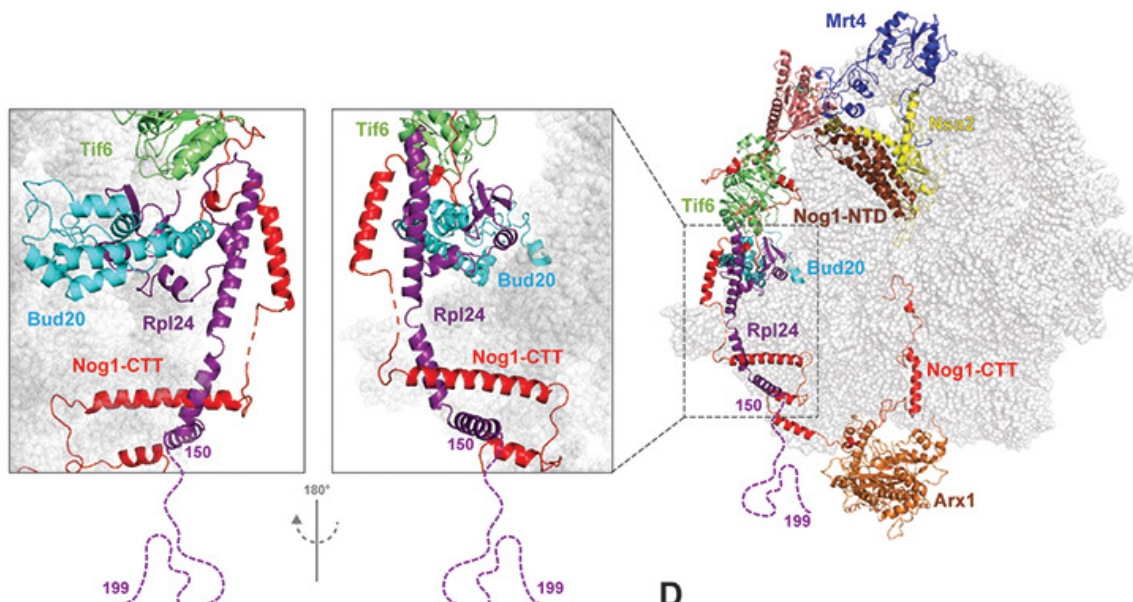 Tif6
Bud20
Rpl24
Nog1-CTT
150
199
180°
Tif6
Bud20
Rpl24
Nog1-CTT
150
199
Mrt4
Nsa2
Tif6
Nog1-NTD
Bud20
Rpl24
Nog1-CTT
150
199
Arx1
D